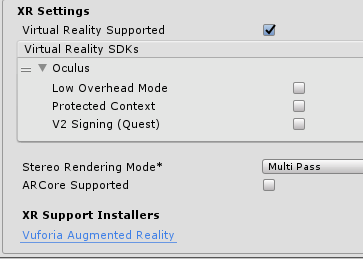 XR Settings
Virtual Reality Supported
Virtual Reality SDKs
Oculus
Low Overhead Mode
Protected Context
V2 Signing (Quest)
Stereo Rendering Mode* Multi Pass
ARCore Supported
XR Support Installers
Vuforia Augmented Reality